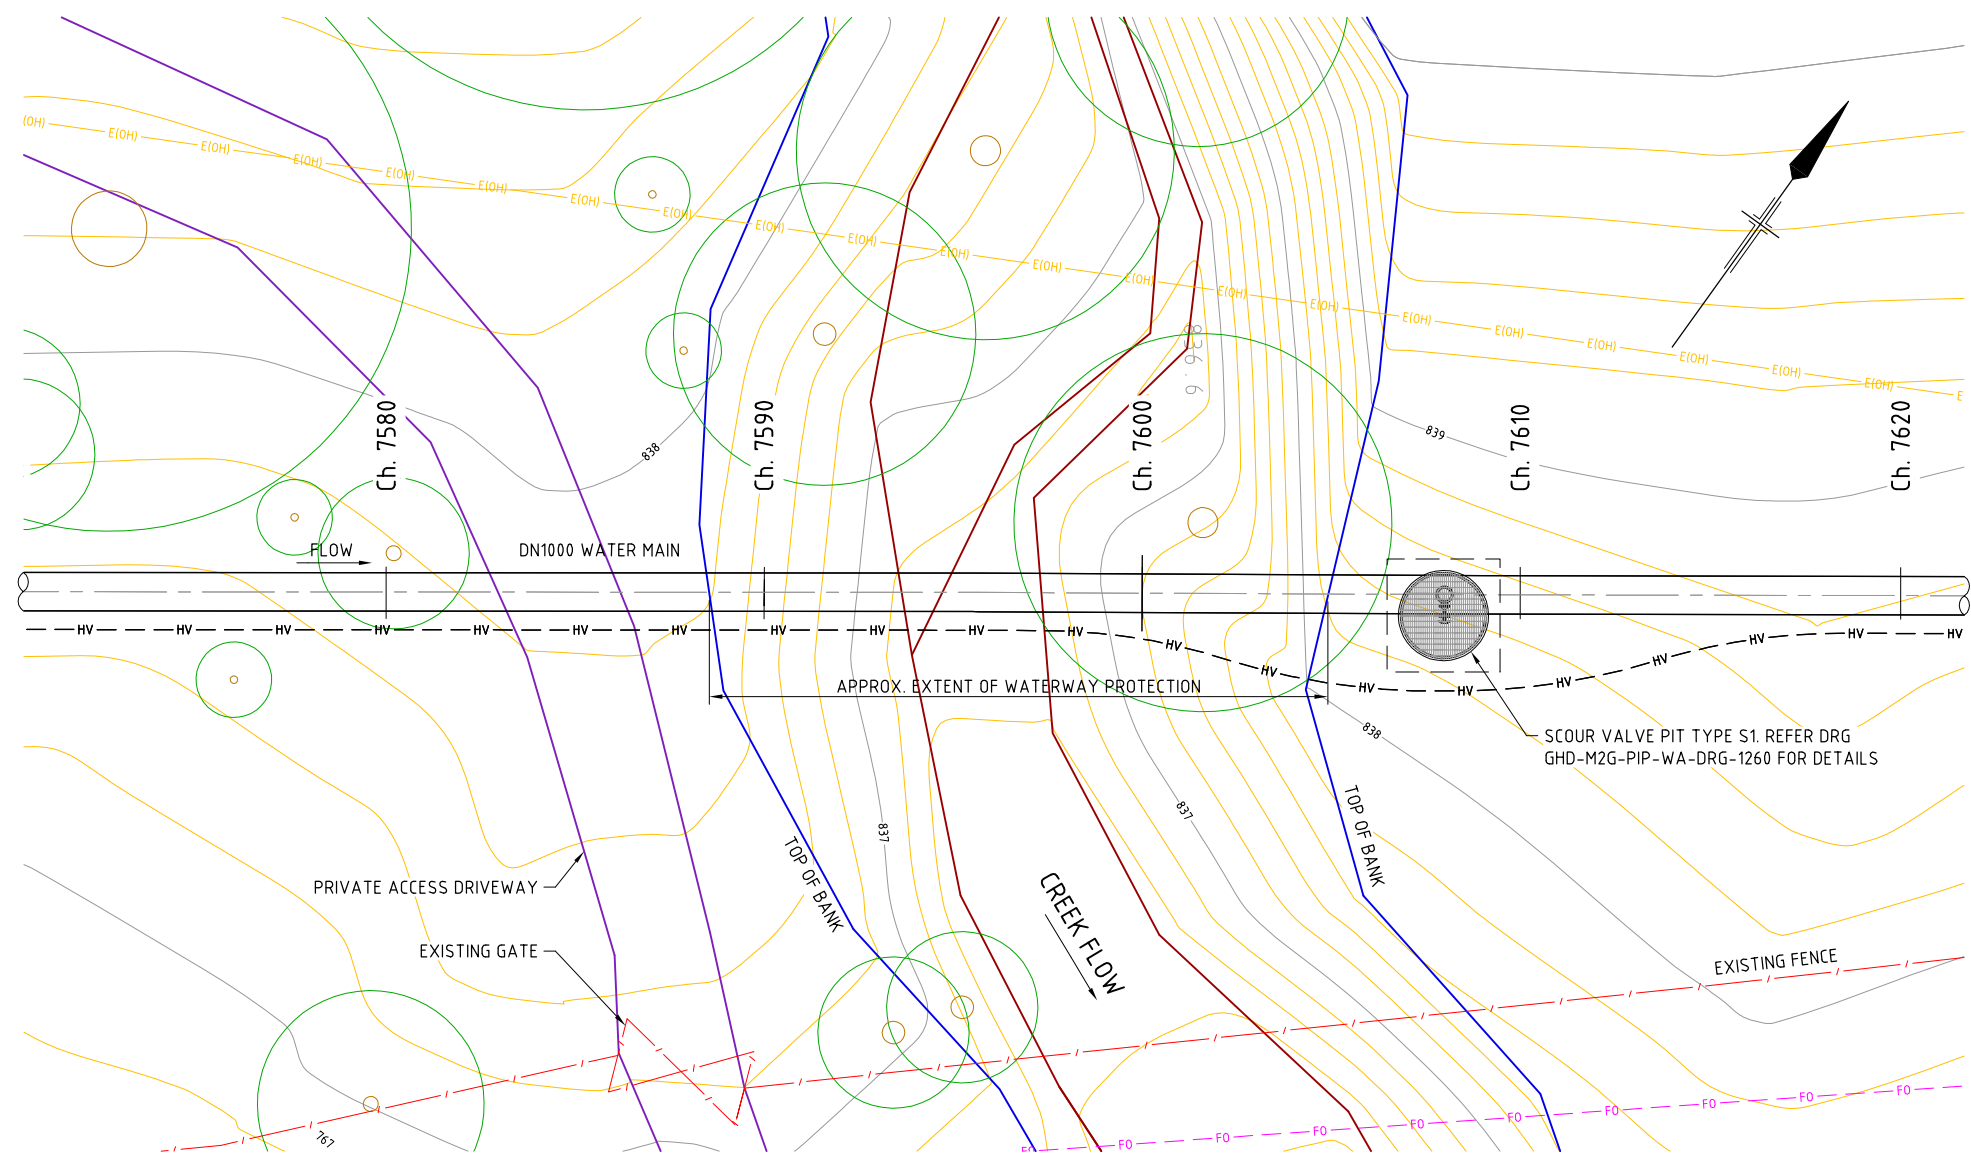 (OH)
E(OH) E(OH) E(OH) E(OH) E(OH) E(OH) E(OH) E(OH) E(OH) E(OH) E(OH) E(OH) E(OH) E(OH) E(OH) E(OH) E(OH) E(OH) E(OH) E(OH) E
836.6
838
839
Ch. 7580
Ch. 7590
Ch. 7600
Ch. 7610
Ch. 7620
FLOW
DN1000 WATER MAIN
HV HV HV HV HV HV HV HV HV HV HV HV HV HV HV HV HV HV HV HV
APPROX. EXTENT OF WATERWAY PROTECTION
838
SCOUR VALVE PIT TYPE S1. REFER DRG
GHD-M2G-PIP-WA-DRG-1260 FOR DETAILS
837
837
TOP OF BANK
TOP OF BANK
PRIVATE ACCESS DRIVEWAY
CREEK FLOW
EXISTING GATE
EXISTING FENCE
767
FO FO FO FO FO FO FO FO FO FO